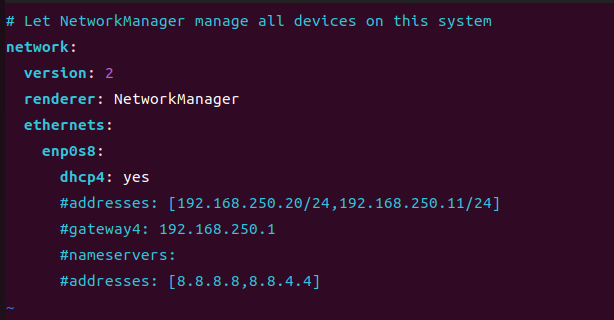 # Let NetworkManager manage all devices on this system
network:
  version: 2
  renderer: NetworkManager
  ethernets:
    enp0s8:
      dhcp4: yes
      #addresses: [192.168.250.20/24,192.168.250.11/24]
      #gateway4: 192.168.250.1
      #nameservers:
      #addresses: [8.8.8.8,8.8.4.4]
~